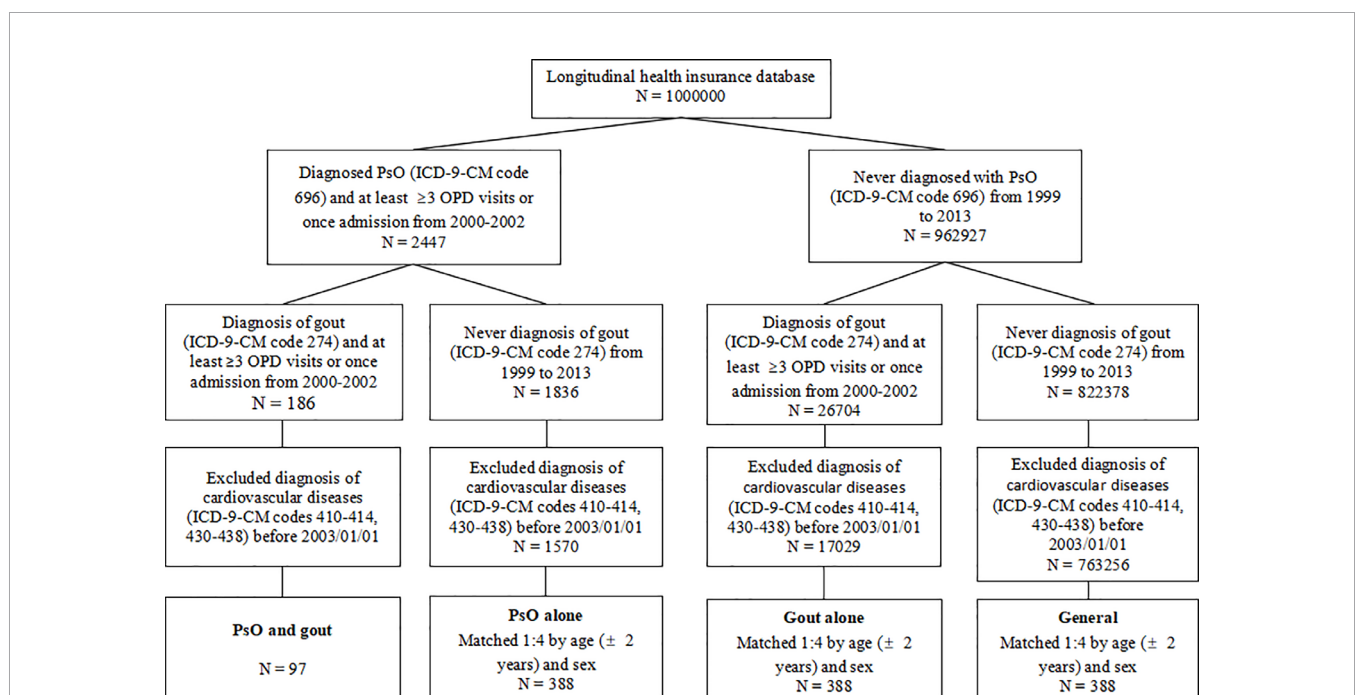 Longitudinal health insurance database
N = 1000000
Diagnosed PsO (ICD-9-CM code
696) and at least ≥3 OPD visits or
once admission from 2000-2002
N = 2447
Never diagnosed with PsO
(ICD-9-CM code 696) from 1999
to 2013
N = 962927
Diagnosis of gout
(ICD-9-CM code 274) and at
least ≥3 OPD visits or once
admission from 2000-2002
N = 186
Never diagnosis of gout
(ICD-9-CM code 274) from
1999 to 2013
N = 1836
Diagnosis of gout
(ICD-9-CM code 274) and at
least ≥3 OPD visits or once
admission from 2000-2002
N = 26704
Never diagnosis of gout
(ICD-9-CM code 274) from
1999 to 2013
N = 822378
Excluded diagnosis of
cardiovascular diseases
(ICD-9-CM codes 410-414,
430-438) before 2003/01/01
Excluded diagnosis of
cardiovascular diseases
(ICD-9-CM codes 410-414,
430-438) before 2003/01/01
N = 1570
Excluded diagnosis of
cardiovascular diseases
(ICD-9-CM codes 410-414,
430-438) before 2003/01/01
N = 17029
Excluded diagnosis of
cardiovascular diseases
(ICD-9-CM codes 410-414,
430-438) before
2003/01/01
N = 763256
PsO and gout
N = 97
PsO alone
Matched 1:4 by age (± 2
years) and sex
N = 388
Gout alone
Matched 1:4 by age (± 2
years) and sex
N = 388
General
Matched 1:4 by age (± 2
years) and sex
N = 388